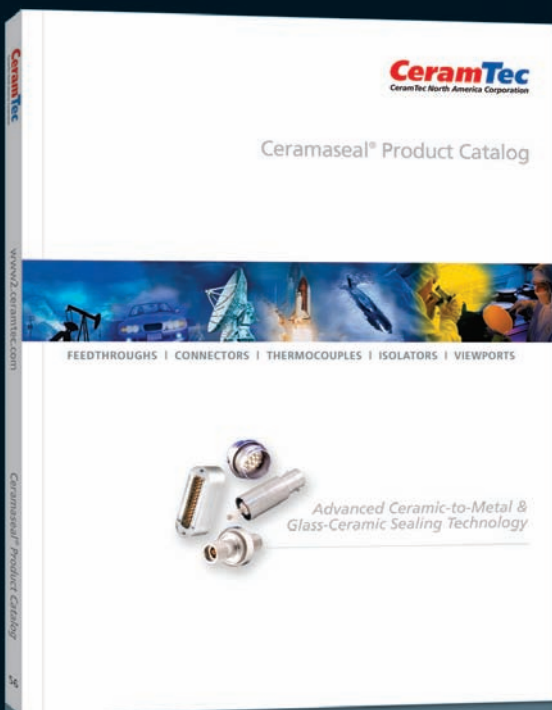 CeramTec
CeramTec North America Corporation
Ceramaseal® Product Catalog
FEEDTHROUGHS | CONNECTORS | THERMOCOUPLES | ISOLATORS | VIEWPORTS
Advanced Ceramic-to-Metal &
Glass-Ceramic Sealing Technology
CeramTec
www2.ceramtec.com
Ceramaseal® Product Catalog